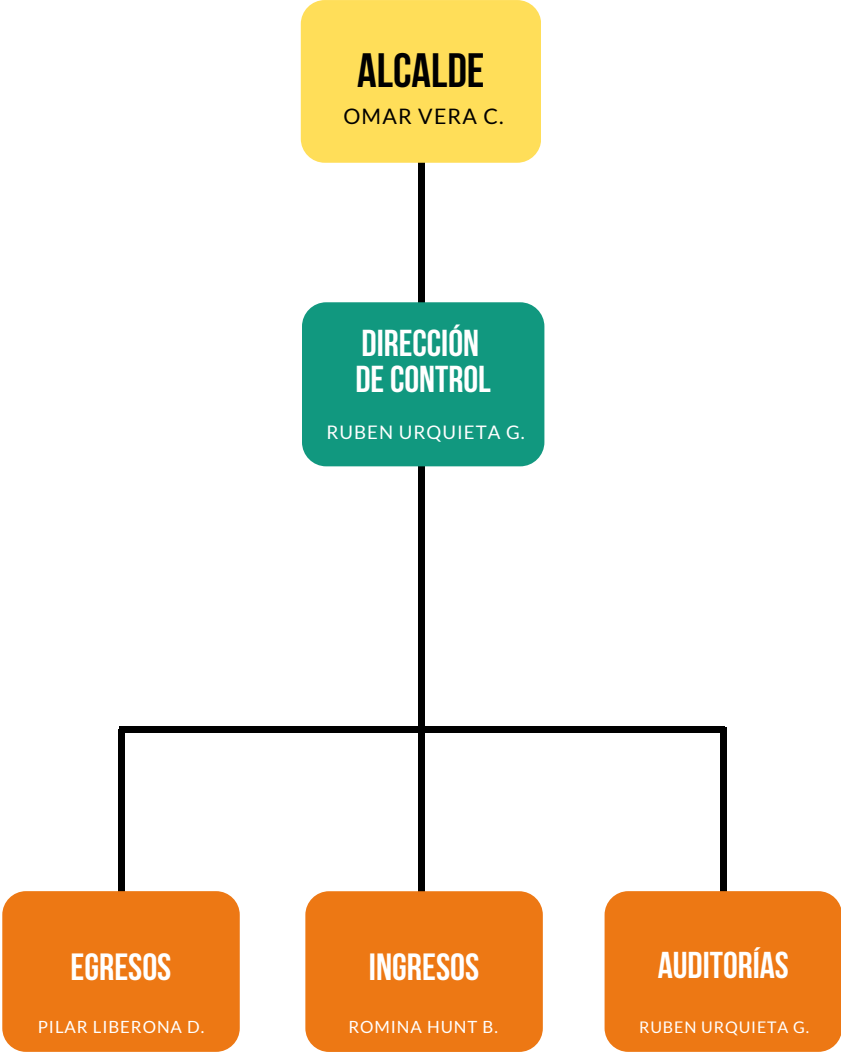 ALCALDE
OMAR VERA C.
DIRECCIÓN
DE CONTROL
RUBEN URQUIETA G.
EGRESOS
PILAR LIBERONA D.
INGRESOS
ROMINA HUNT B.
AUDITORÍAS
RUBEN URQUIETA G.